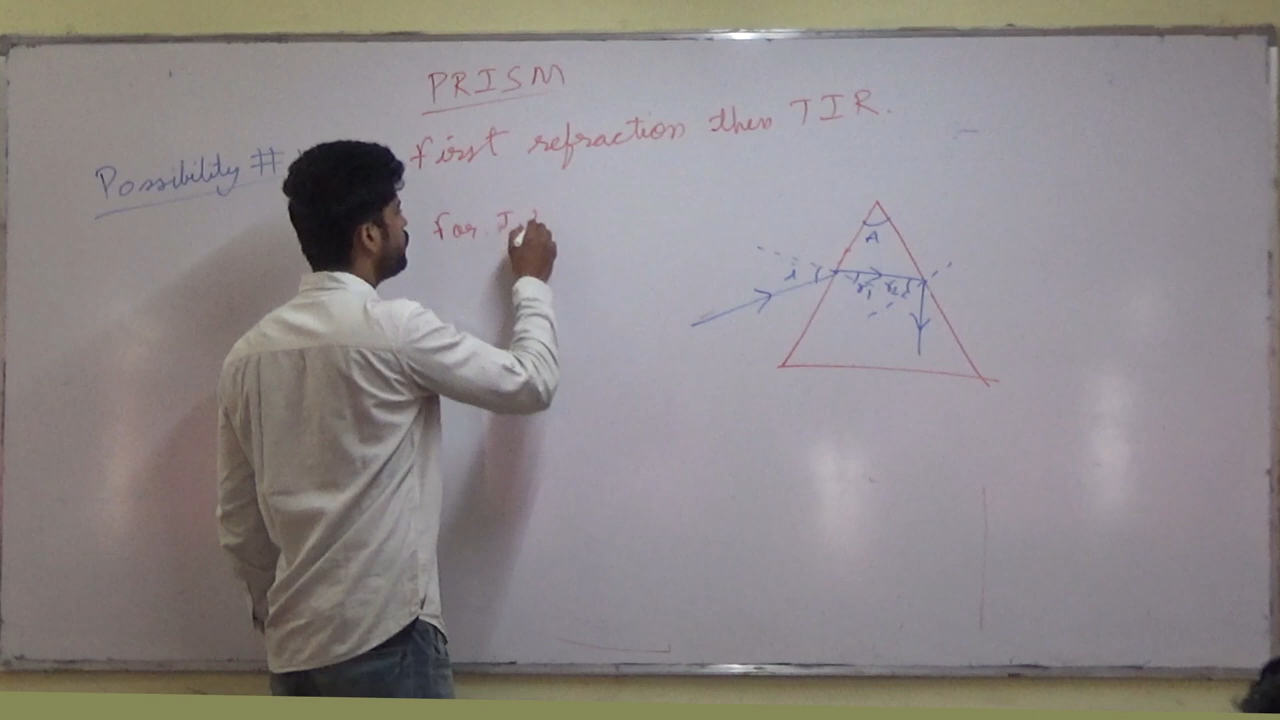 PRISM
Possibility # first refraction then TIR.
for
A
i
r₁ r₂